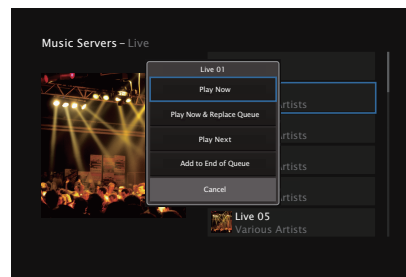 Music Servers – Live
Live 01
Play Now
Play Now & Replace Queue
Play Next
Add to End of Queue
Cancel
Live 05
Various Artists